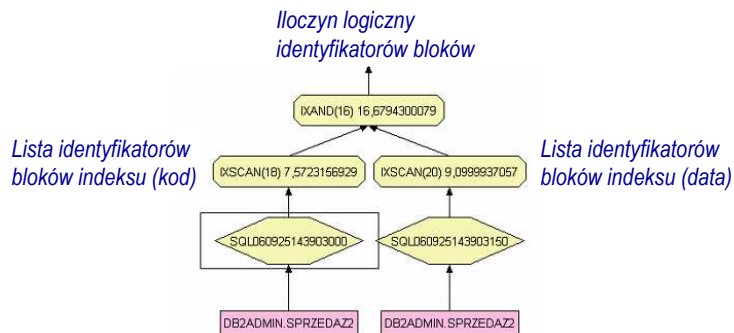 Iloczyn logiczny
identyfikatorów bloków
IXAND(16) 16,6794300079
Lista identyfikatorów
bloków indeksu (kod)
Lista identyfikatorów
bloków indeksu (data)
IXSCAN(18) 7,5723156929
IXSCAN(20) 9,0999937057
SQL060925143903000
SQL060925143903150
DB2ADMIN.SPRZEDAZ2
DB2ADMIN.SPRZEDAZ2